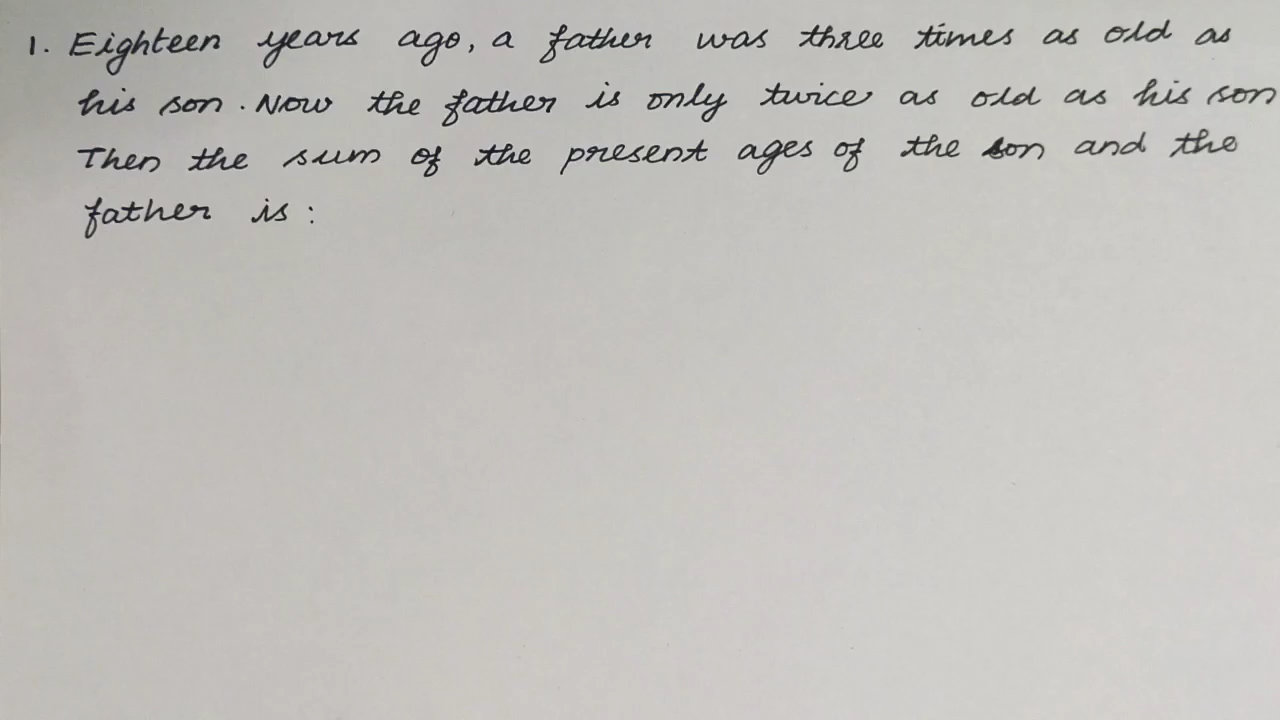 1. Eighteen years ago, a father was three times as old as
his son. Now the father is only twice as old as his son
Then the sum of the present ages of the son and the
father is: